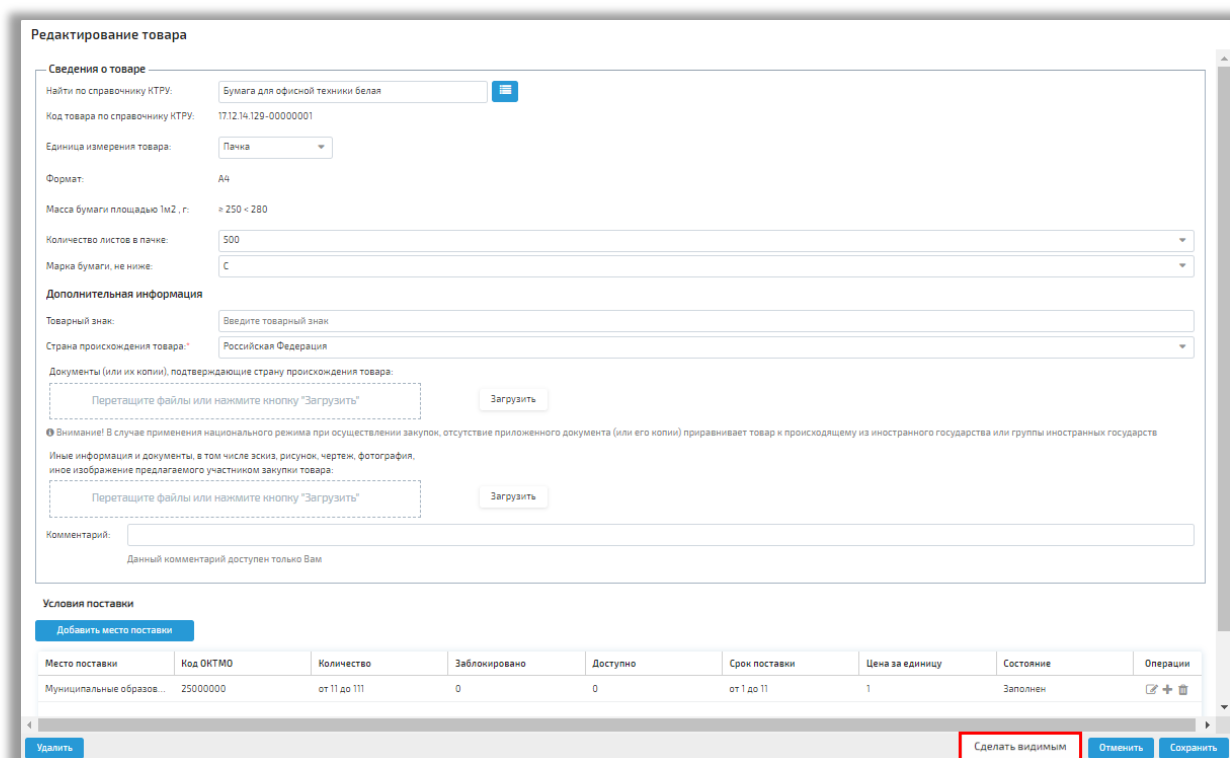 Редактирование товара
Сведения о товаре
Найти по справочнику КТРУ: Бумага для офисной техники белая
Код товара по справочнику КТРУ: 17.12.14.129-00000001
Единица измерения товара: Пачка
Формат: А4
Масса бумаги площадью 1м2 , г: ≥ 250 < 280
Количество листов в пачке: 500
Марка бумаги, не ниже: С
Дополнительная информация
Товарный знак: Введите товарный знак
Страна происхождения товара:* Российская Федерация
Документы (или их копии), подтверждающие страну происхождения товара:
Перетащите файлы или нажмите кнопку "Загрузить" Загрузить
Внимание! В случае применения национального режима при осуществлении закупок, отсутствие приложенного документа (или его копии) приравнивает товар к происходящему из иностранного государства или группы иностранных государств
Иные информация и документы, в том числе эскиз, рисунок, чертеж, фотография,
иное изображение предлагаемого участником закупки товара:
Перетащите файлы или нажмите кнопку "Загрузить" Загрузить
Комментарий:
Данный комментарий доступен только Вам
Условия поставки
Добавить место поставки
Место поставки Код ОКТМО Количество Заблокировано Доступно Срок поставки Цена за единицу Состояние Операции
Муниципальные образов... 25000000 от 11 до 111 0 0 от 1 до 11 1 Заполнен
Удалить Сделать видимым Отменить Сохранить